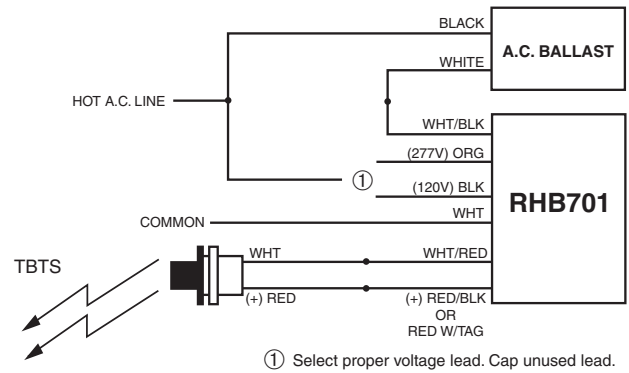 BLACK
A.C. BALLAST
WHITE
HOT A.C. LINE
WHT/BLK
(277V) ORG
①
(120V) BLK
RHB701
WHT
COMMON
TBTS
WHT
WHT/RED
(+) RED
(+) RED/BLK
OR
RED W/TAG
① Select proper voltage lead. Cap unused lead.